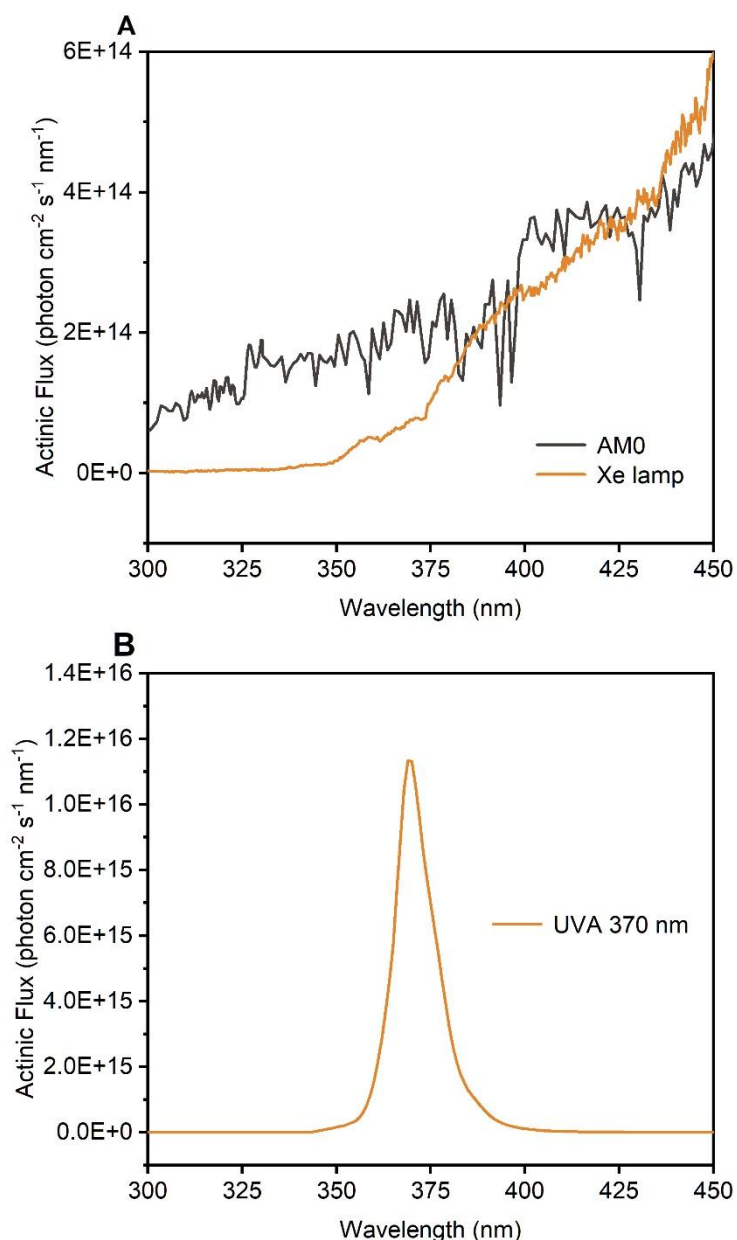 A
6E+14
4E+14
2E+14
0E+0
Actinic Flux (photon cm⁻² s⁻¹ nm⁻¹)
AM0
Xe lamp
300 325 350 375 400 425 450
Wavelength (nm)
B
1.4E+16
1.2E+16
1.0E+16
8.0E+15
6.0E+15
4.0E+15
2.0E+15
0.0E+0
Actinic Flux (photon cm⁻² s⁻¹ nm⁻¹)
UVA 370 nm
300 325 350 375 400 425 450
Wavelength (nm)